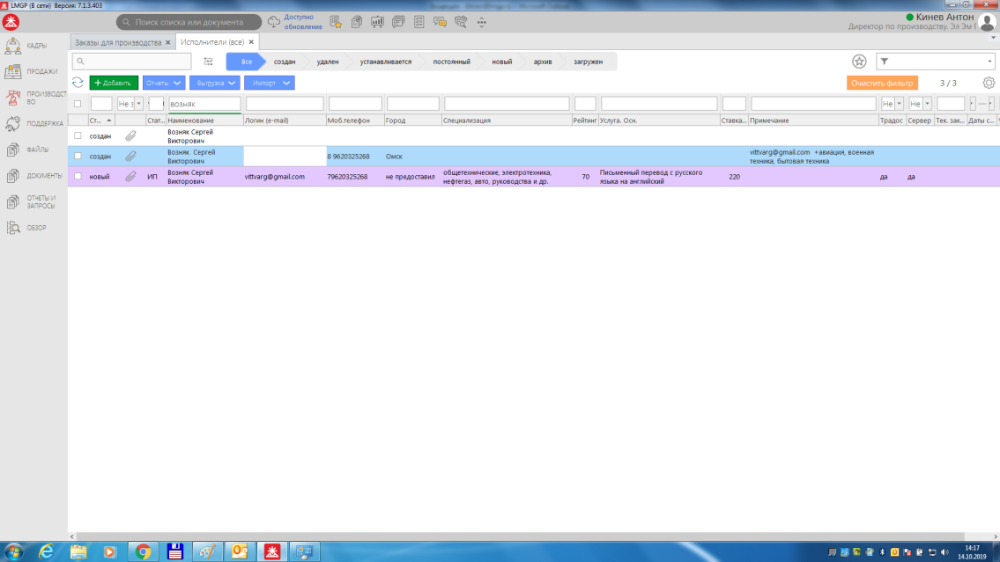 LMGP (В сети) Версия: 7.1.3.403
Поиск списка или документа
Доступно
обновление
Кинев Антон
Директор по производству. Эл Эм Г
КАДРЫ
ПРОДАЖИ
ПРОИЗВОДСТ
ВО
ПОДДЕРЖКА
ФАЙЛЫ
ДОКУМЕНТЫ
ОТЧЕТЫ И
ЗАПРОСЫ
ОБЗОР
Заказы для производства × Исполнители (все) ×
Все создан удален устанавливается постоянный новый архив загружен
+ Добавить Отчеты Выгрузка Импорт Очистить фильтр 3 / 3
Не з возняк Не Не
Ст... Стат... Наименование Логин (e-mail) Моб.телефон Город Специализация Рейтинг Услуга. Осн. Ставка... Примечание Традос Сервер Тек. зак... Даты с...
создан Возняк Сергей
Викторович
создан Возняк Сергей
Викторович 8 9620325268 Омск vittvarg@gmail.com +авиация, военная
техника, бытовая техника
новый ИП Возняк Сергей
Викторович vittvarg@gmail.com 79620325268 не предоставил общетехнические, электротехника,
нефтегаз, авто, руководства и др. 70 Письменный перевод с русского
языка на английский 220 да да
14:17
14.10.2019